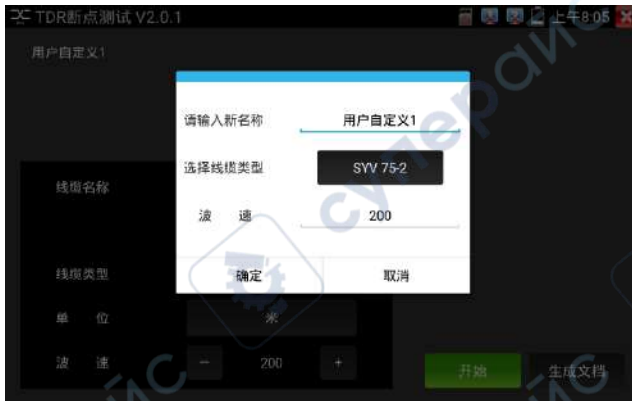 TDR断点测试 V2.0.1 上午8:05
用户自定义1
请输入新名称 用户自定义1
选择线缆类型 SYV 75-2
波 速 200
确定 取消
线缆名称
线缆类型
单 位 米
波 速 − 200 +
开始 生成文档
суперайс